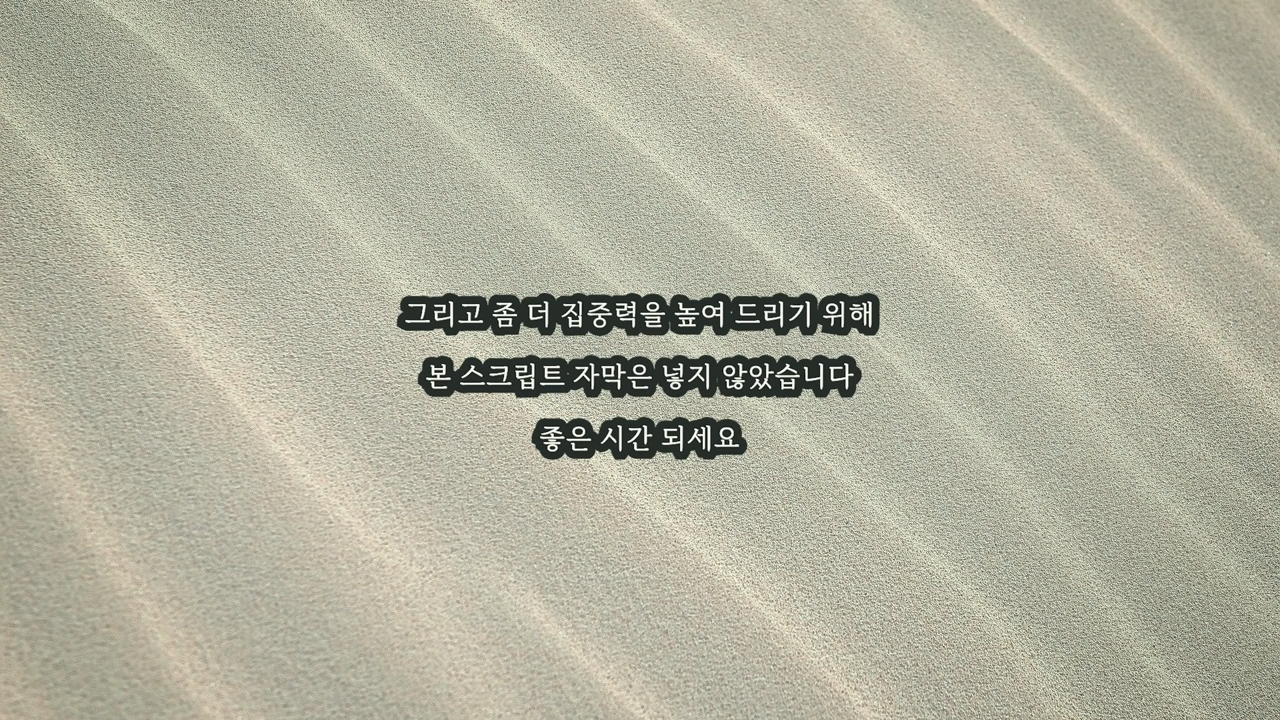 그리고 좀 더 집중력을 높여 드리기 위해
본 스크립트 자막은 넣지 않았습니다
좋은 시간 되세요